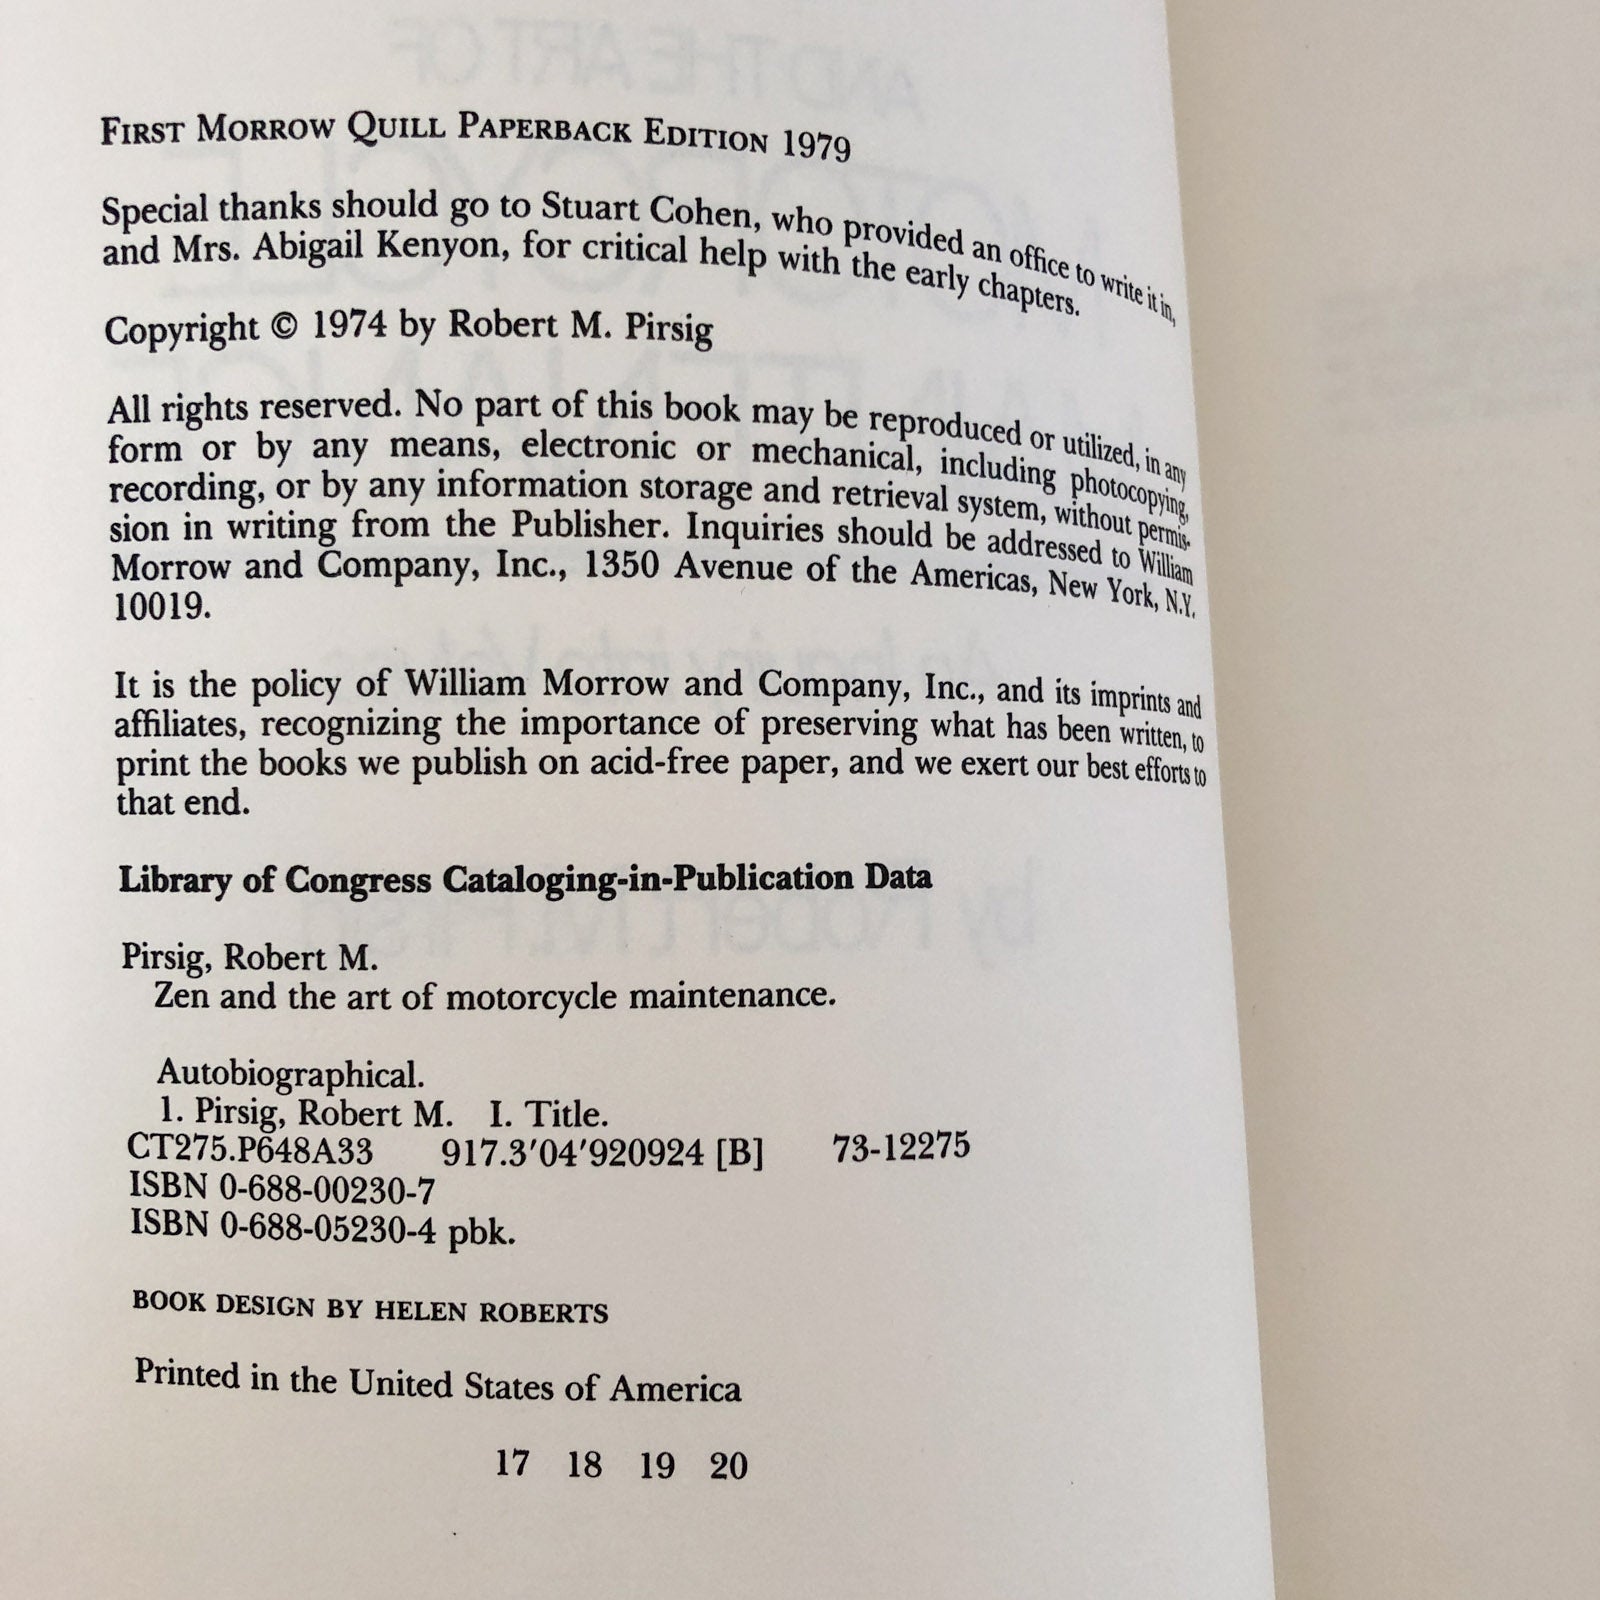 FIRST MORROW QUILL PAPERBACK EDITION 1979
Special thanks should go to Stuart Cohen, who provided an office to write it in,
and Mrs. Abigail Kenyon, for critical help with the early chapters.
Copyright © 1974 by Robert M. Pirsig
All rights reserved. No part of this book may be reproduced or utilized, in any
form or by any means, electronic or mechanical, including photocopying,
recording, or by any information storage and retrieval system, without permis-
sion in writing from the Publisher. Inquiries should be addressed to William
Morrow and Company, Inc., 1350 Avenue of the Americas, New York, N.Y.
10019.
It is the policy of William Morrow and Company, Inc., and its imprints and
affiliates, recognizing the importance of preserving what has been written, to
print the books we publish on acid-free paper, and we exert our best efforts to
that end.
Library of Congress Cataloging-in-Publication Data
Pirsig, Robert M.
Zen and the art of motorcycle maintenance.
Autobiographical.
1. Pirsig, Robert M. I. Title.
CT275.P648A33 917.3′04′920924 [B] 73-12275
ISBN 0-688-00230-7
ISBN 0-688-05230-4 pbk.
BOOK DESIGN BY HELEN ROBERTS
Printed in the United States of America
17 18 19 20